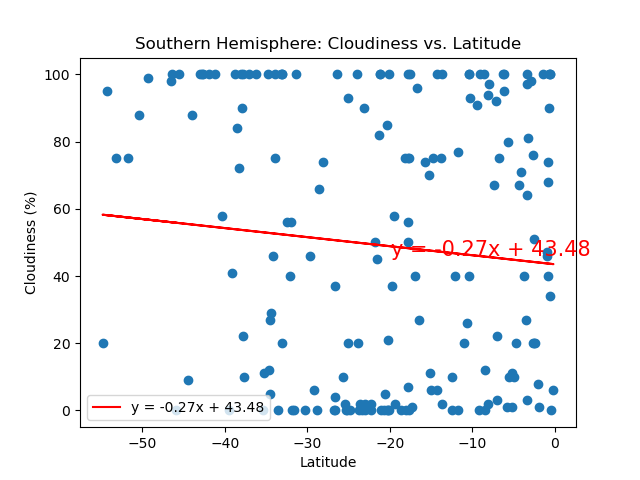 Southern Hemisphere: Cloudiness vs. Latitude
Cloudiness (%)
100
80
60
40
20
0
y = -0.27x + 43.48
y = -0.27x + 43.48
−50
−40
−30
−20
−10
0
Latitude